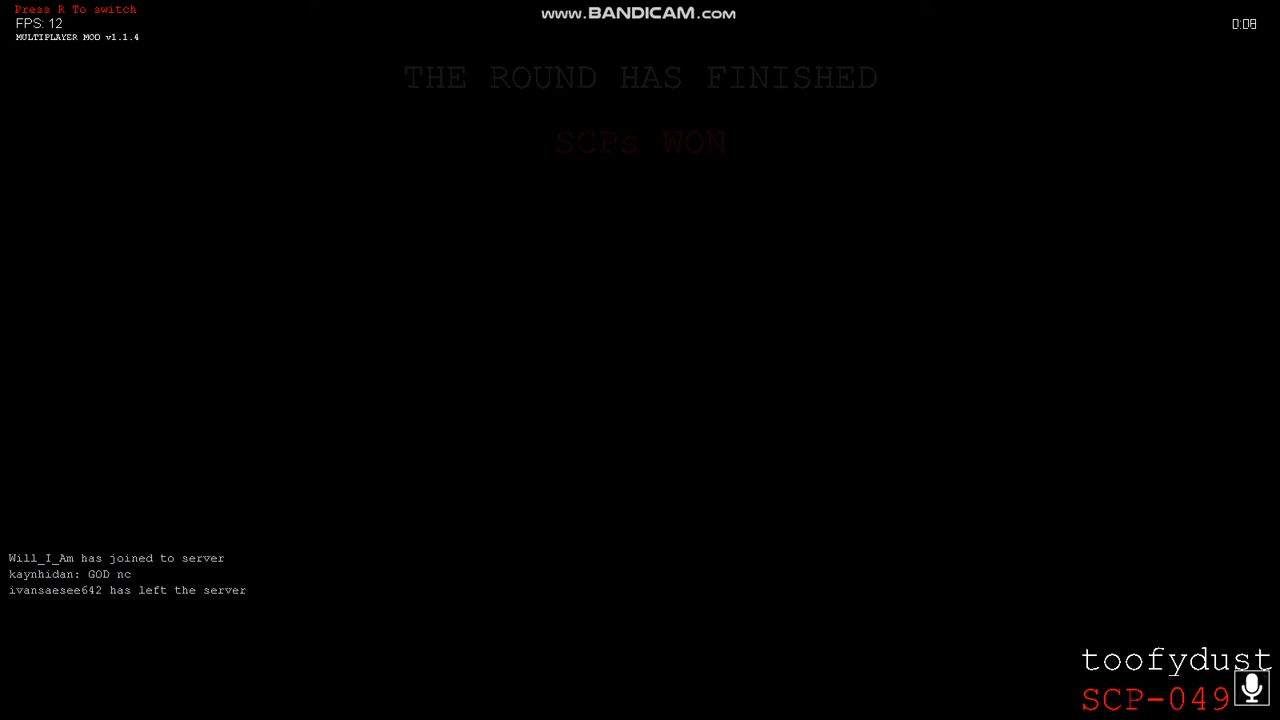 Press R To switch
FPS: 12
MULTIPLAYER MOD v1.1.4
www.BANDICAM.com
0:08
THE ROUND HAS FINISHED
SCPs WON
Will_I_Am has joined to server
kaynhidan: GOD nc
ivansaesee642 has left the server
toofydust
SCP-049